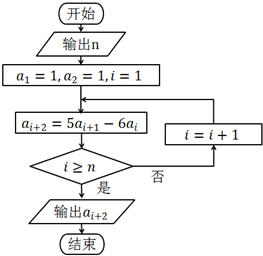 开始
输出n
a₁ = 1, a₂ = 1, i = 1
aᵢ₊₂ = 5aᵢ₊₁ − 6aᵢ
i = i + 1
i ≥ n
否
是
输出aᵢ₊₂
结束